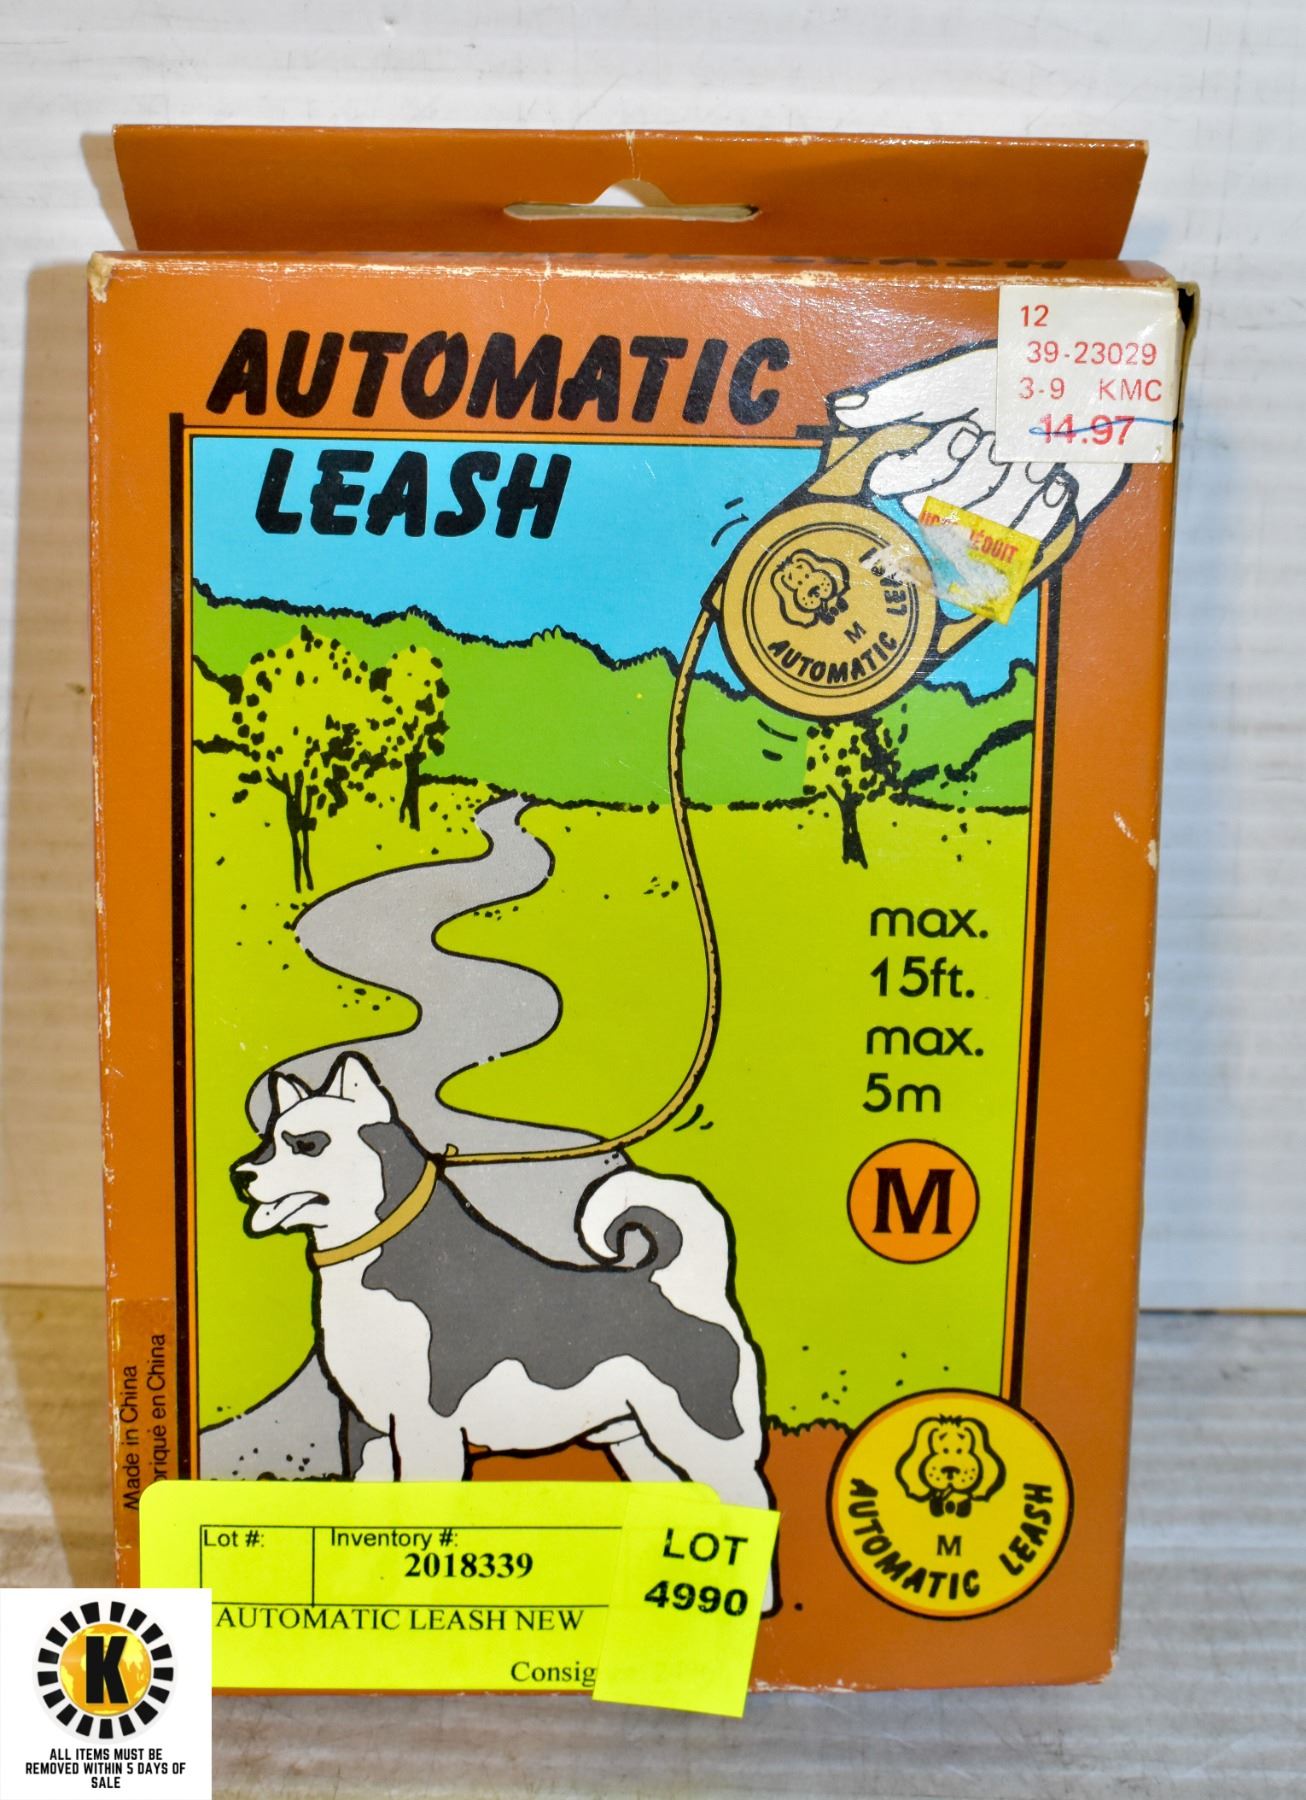 AUTOMATIC
LEASH
12
39-23029
3-9 KMC
14.97
M
AUTOMATIC
max.
15ft.
max.
5m
M
AUTOMATIC LEASH
M
Made in China
en China
Lot #:
Inventory #:
2018339
LOT
4990
AUTOMATIC LEASH NEW
Consig
K
ALL ITEMS MUST BE
REMOVED WITHIN 5 DAYS OF
SALE